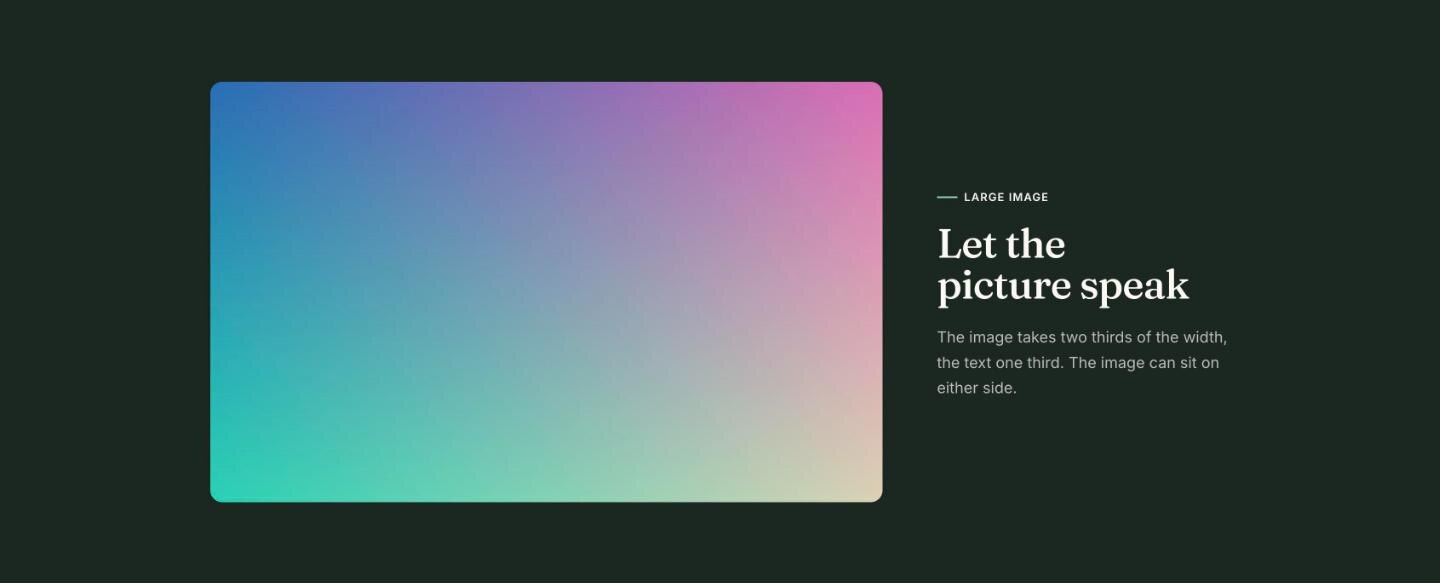 LARGE IMAGE
Let the
picture speak
The image takes two thirds of the width,
the text one third. The image can sit on
either side.